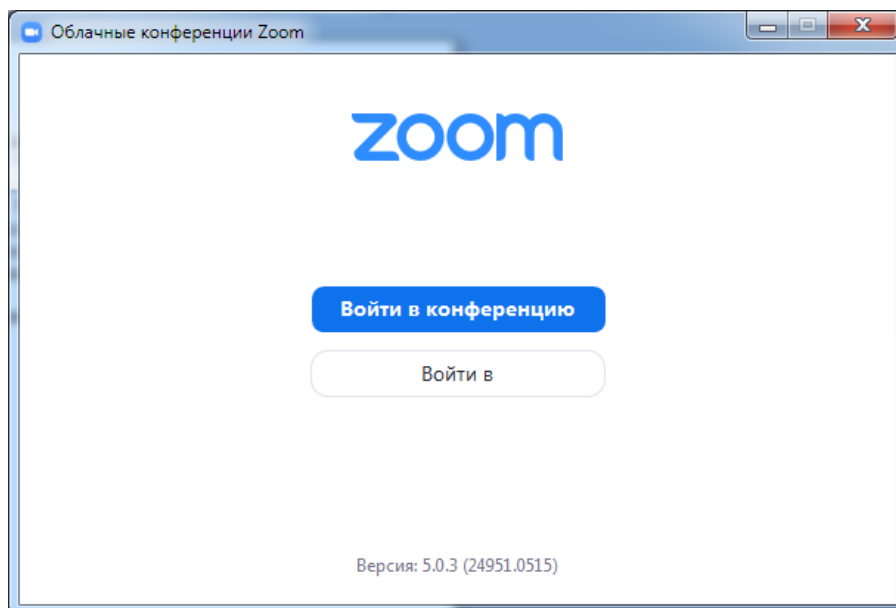 Облачные конференции Zoom
zoom
Войти в конференцию
Войти в
Версия: 5.0.3 (24951.0515)